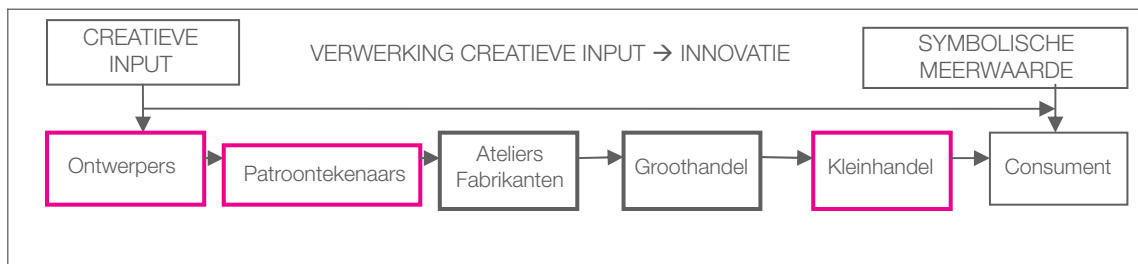 CREATIEVE
INPUT
VERWERKING CREATIEVE INPUT → INNOVATIE
SYMBOLISCHE
MEERWAARDE
Ontwerpers
Patroontekenaars
Ateliers
Fabrikanten
Groothandel
Kleinhandel
Consument